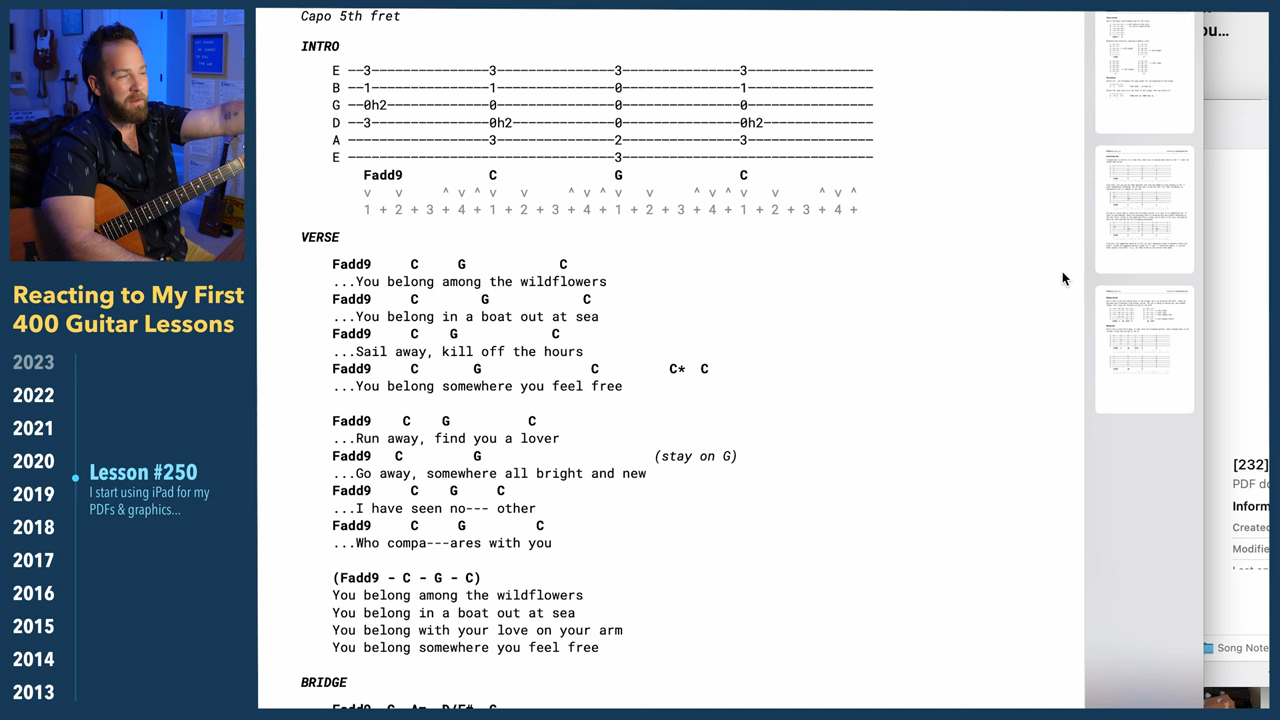 Capo 5th fret
INTRO
E --3---------------3---------------3---------------3----------------
B --1---------------1---------------0---------------1----------------
G --0h2-------------0---------------0---------------0----------------
D --3---------------0h2-------------0---------------0h2--------------
A ------------------3---------------2---------------3----------------
E ----------------------------------3--------------------------------
Fadd9 C G C
v v ^ v ^ v v ^ v ^ v v ^ v ^ v v ^ v ^
1 + 2 + 3 + 4 + 1 + 2 + 3 + 4 + 1 + 2 + 3 + 4 + 1 + 2 + 3 + 4 +
VERSE
Fadd9 C G C
...You belong among the wildflowers
Fadd9 C G C
...You belong in a boat out at sea
Fadd9 C G C
...Sail away, kill off the hours
Fadd9 C G C C* C
...You belong somewhere you feel free
Fadd9 C G C
...Run away, find you a lover
Fadd9 C G (stay on G)
...Go away, somewhere all bright and new
Fadd9 C G C
...I have seen no--- other
Fadd9 C G C
...Who compa---ares with you
(Fadd9 - C - G - C)
You belong among the wildflowers
You belong in a boat out at sea
You belong with your love on your arm
You belong somewhere you feel free
BRIDGE
Reacting to My First
400 Guitar Lessons
2023
2022
2021
2020
Lesson #250
I start using iPad for my
PDFs & graphics...
2019
2018
2017
2016
2015
2014
2013
ou...
[232]
PDF do
Inform
Create
Modifie
Song Note